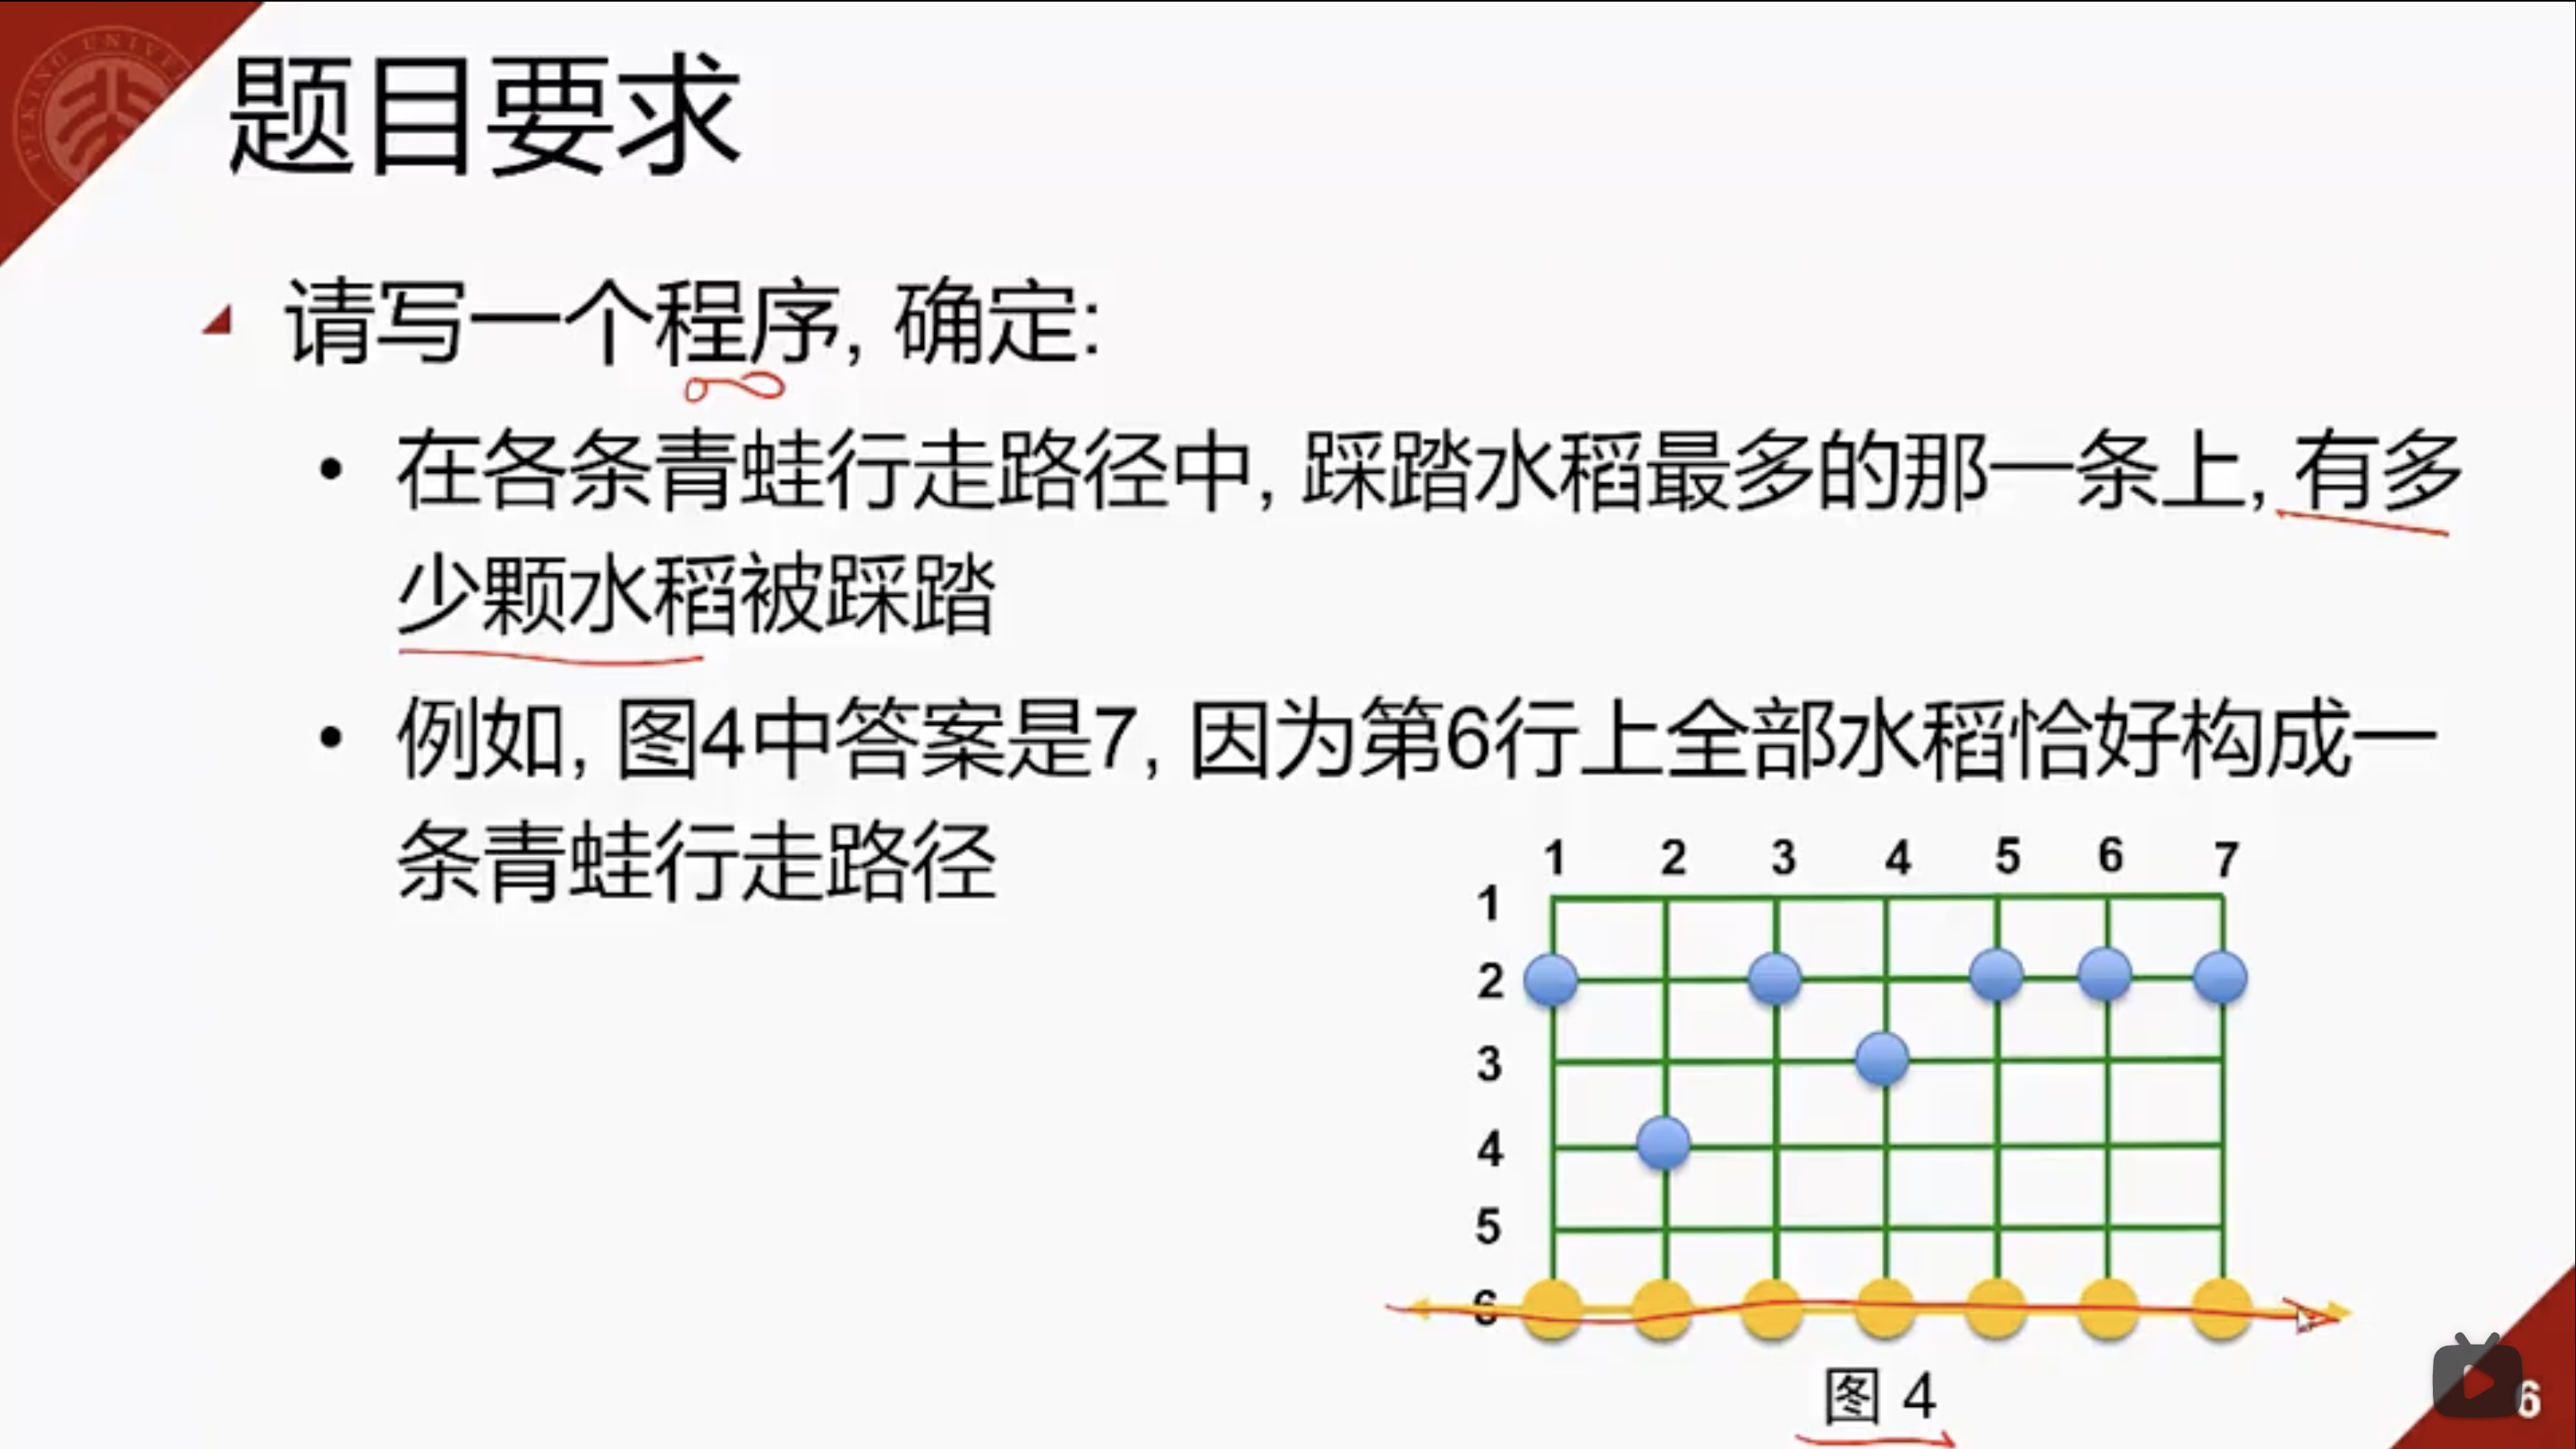 题目要求
请写一个程序, 确定:
在各条青蛙行走路径中, 踩踏水稻最多的那一条上, 有多
少颗水稻被踩踏
例如, 图4中答案是7, 因为第6行上全部水稻恰好构成一
条青蛙行走路径
1 2 3 4 5 6 7
1
2
3
4
5
6
图 4
6